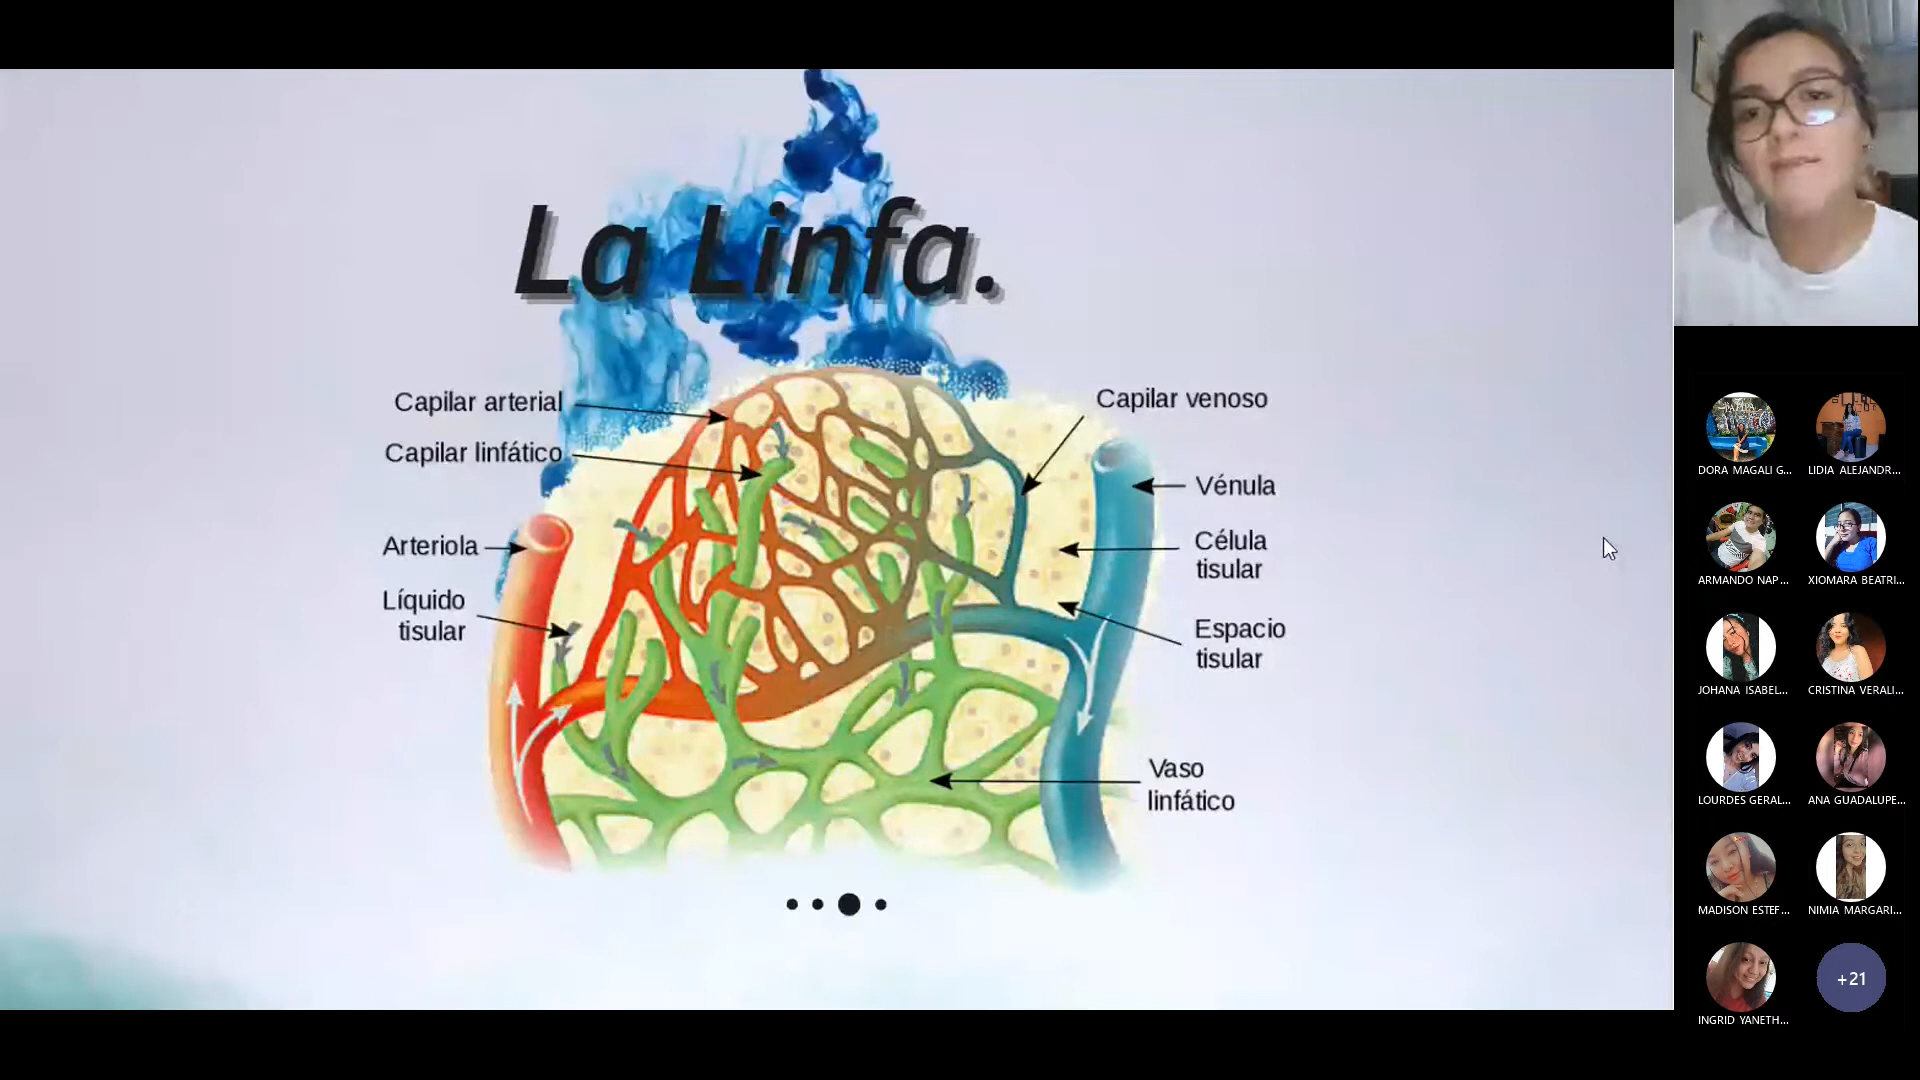 La Linfa.
Capilar arterial
Capilar linfático
Arteriola
Líquido
tisular
Capilar venoso
Vénula
Célula
tisular
Espacio
tisular
Vaso
linfático
DORA MAGALI G...
LIDIA ALEJANDR...
ARMANDO NAP...
XIOMARA BEATRI...
JOHANA ISABEL...
CRISTINA VERALI...
LOURDES GERAL...
ANA GUADALUPE...
MADISON ESTEF...
NIMIA MARGARI...
INGRID YANETH...
+21